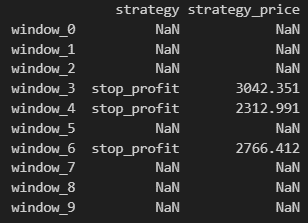 strategy strategy_price
window_0 NaN NaN
window_1 NaN NaN
window_2 NaN NaN
window_3 stop_profit 3042.351
window_4 stop_profit 2312.991
window_5 NaN NaN
window_6 stop_profit 2766.412
window_7 NaN NaN
window_8 NaN NaN
window_9 NaN NaN